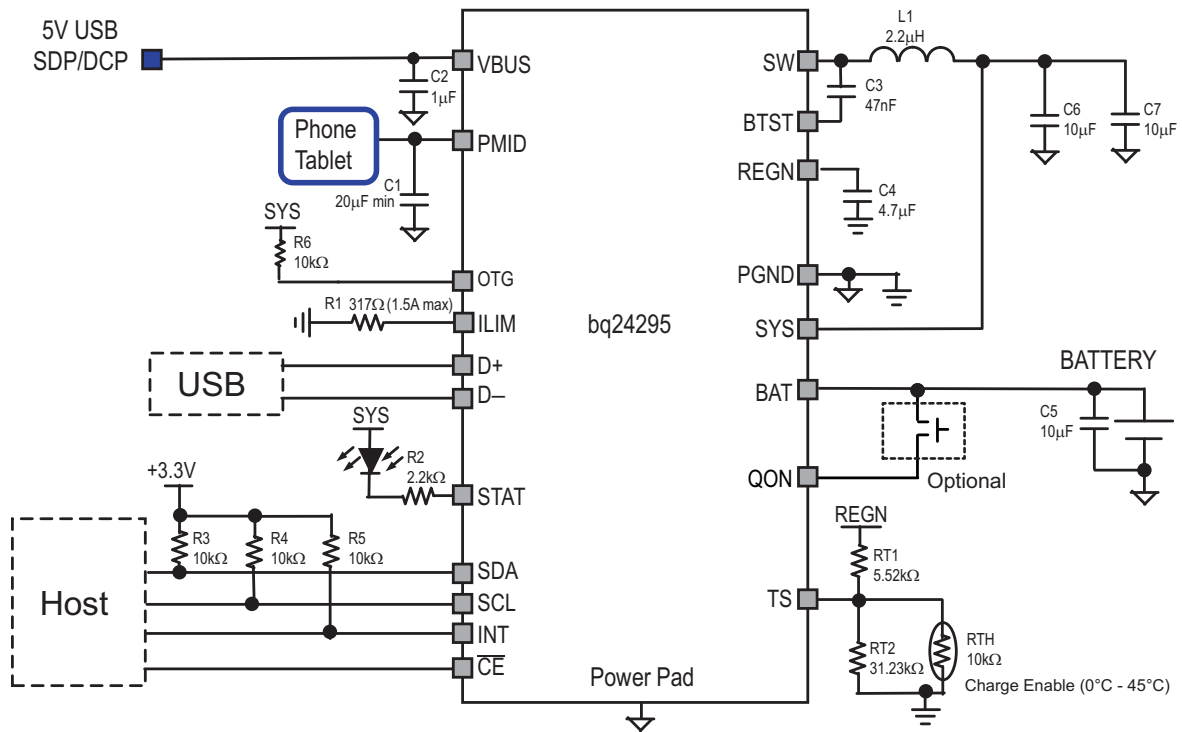 5V USB
SDP/DCP
VBUS
C2
1μF
Phone
Tablet
PMID
C1
20μF min
SYS
R6
10kΩ
OTG
R1 317Ω (1.5A max)
ILIM
USB
D+
D–
SYS
R2
2.2kΩ
STAT
+3.3V
R3
10kΩ
R4
10kΩ
R5
10kΩ
Host
SDA
SCL
INT
CE
bq24295
Power Pad
SW
L1
2.2μH
C3
47nF
BTST
C6
10μF
C7
10μF
REGN
C4
4.7μF
PGND
SYS
BATTERY
BAT
C5
10μF
QON
Optional
REGN
RT1
5.52kΩ
TS
RT2
31.23kΩ
RTH
10kΩ
Charge Enable (0°C - 45°C)